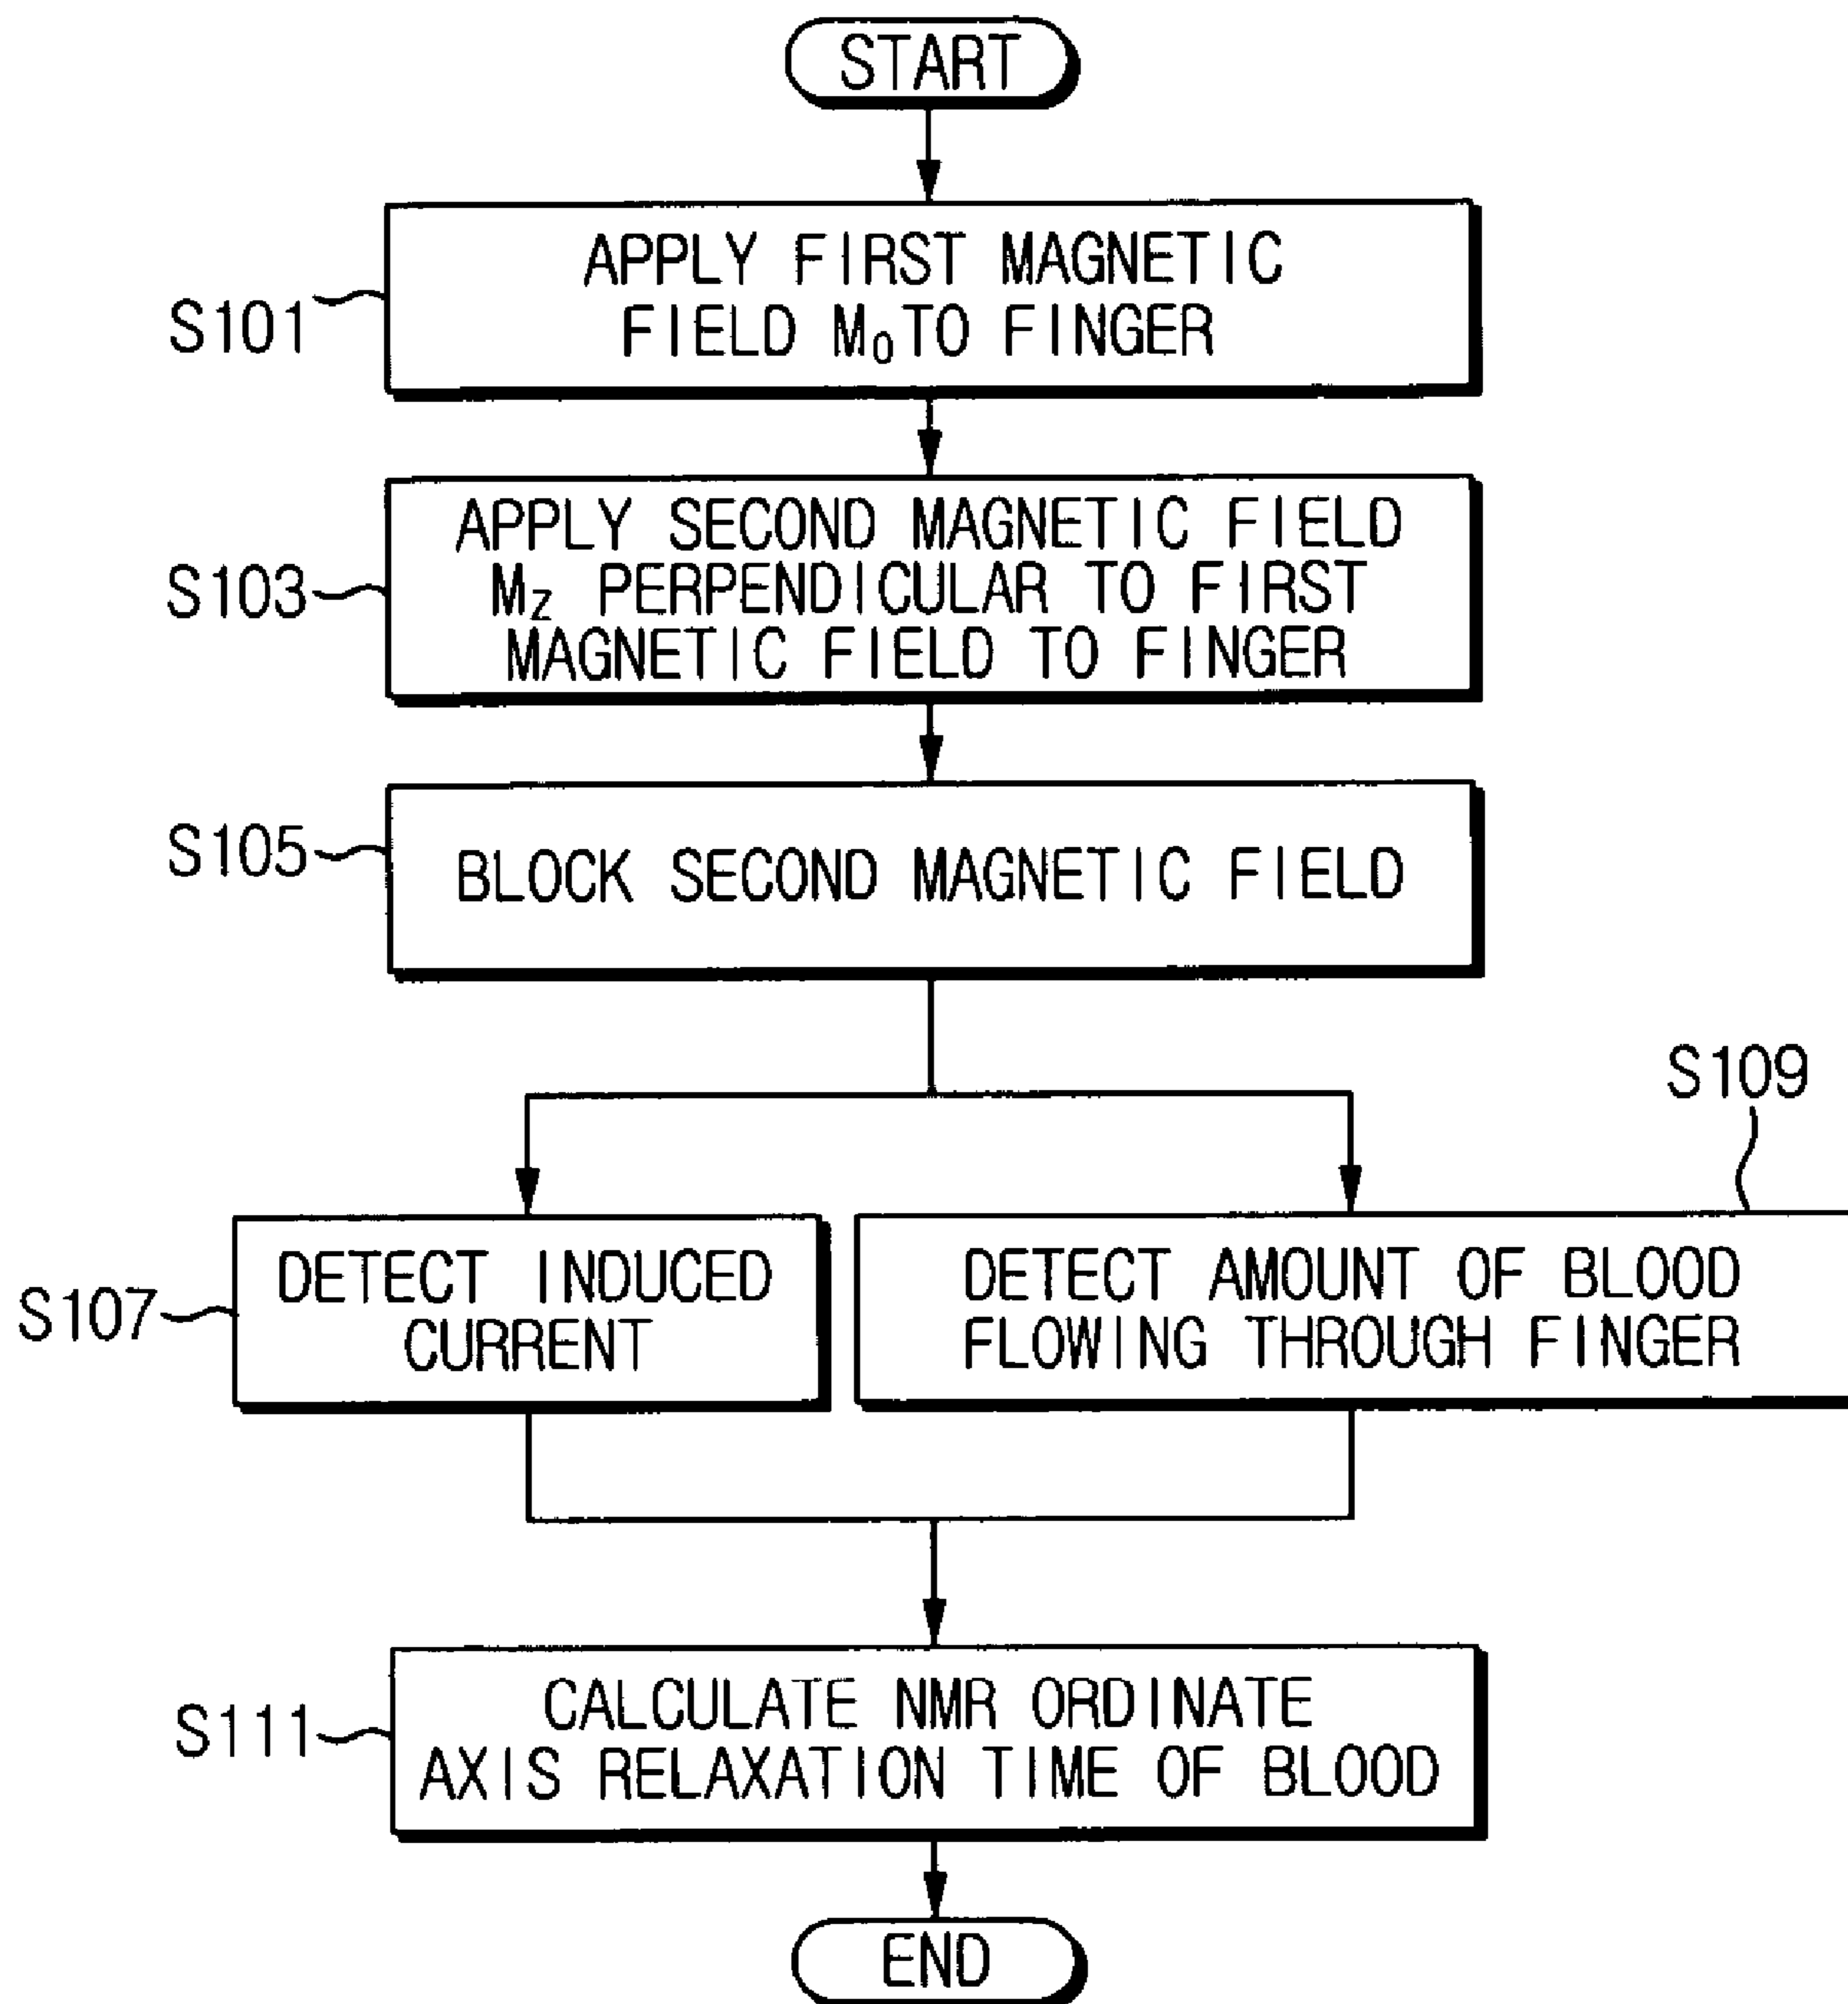 START
S101
APPLY FIRST MAGNETIC
FIELD M₀ TO FINGER
S103
APPLY SECOND MAGNETIC FIELD
M_Z PERPENDICULAR TO FIRST
MAGNETIC FIELD TO FINGER
S105
BLOCK SECOND MAGNETIC FIELD
S107
DETECT INDUCED
CURRENT
S109
DETECT AMOUNT OF BLOOD
FLOWING THROUGH FINGER
S111
CALCULATE NMR ORDINATE
AXIS RELAXATION TIME OF BLOOD
END